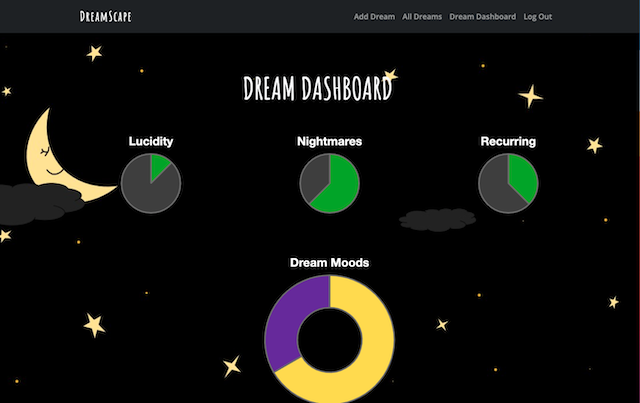 DreamScape
Add Dream All Dreams Dream Dashboard Log Out
DREAM DASHBOARD
Lucidity Nightmares Recurring
Dream Moods